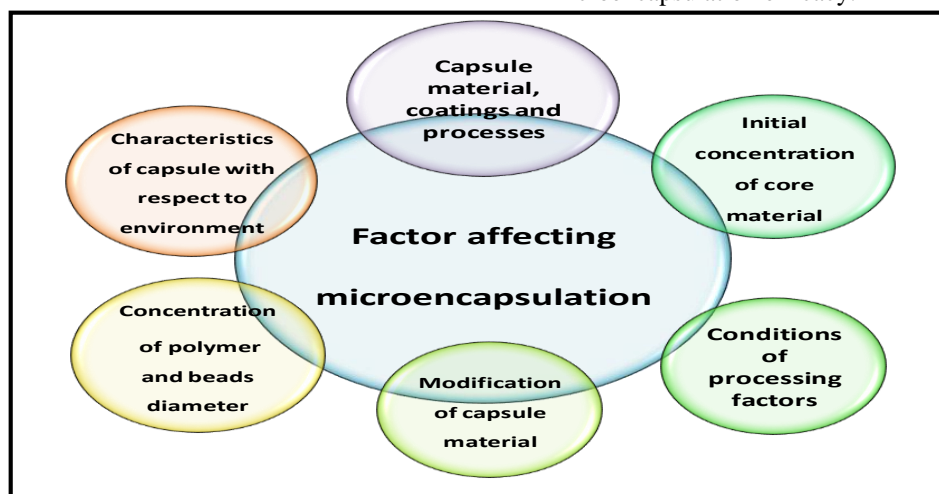 Capsule
material,
coatings and
processes
Initial
concentration
of core
material
Characteristics
of capsule with
respect to
environment
Factor affecting
microencapsulation
Concentration
of polymer
and beads
diameter
Conditions
of
processing
factors
Modification
of capsule
material